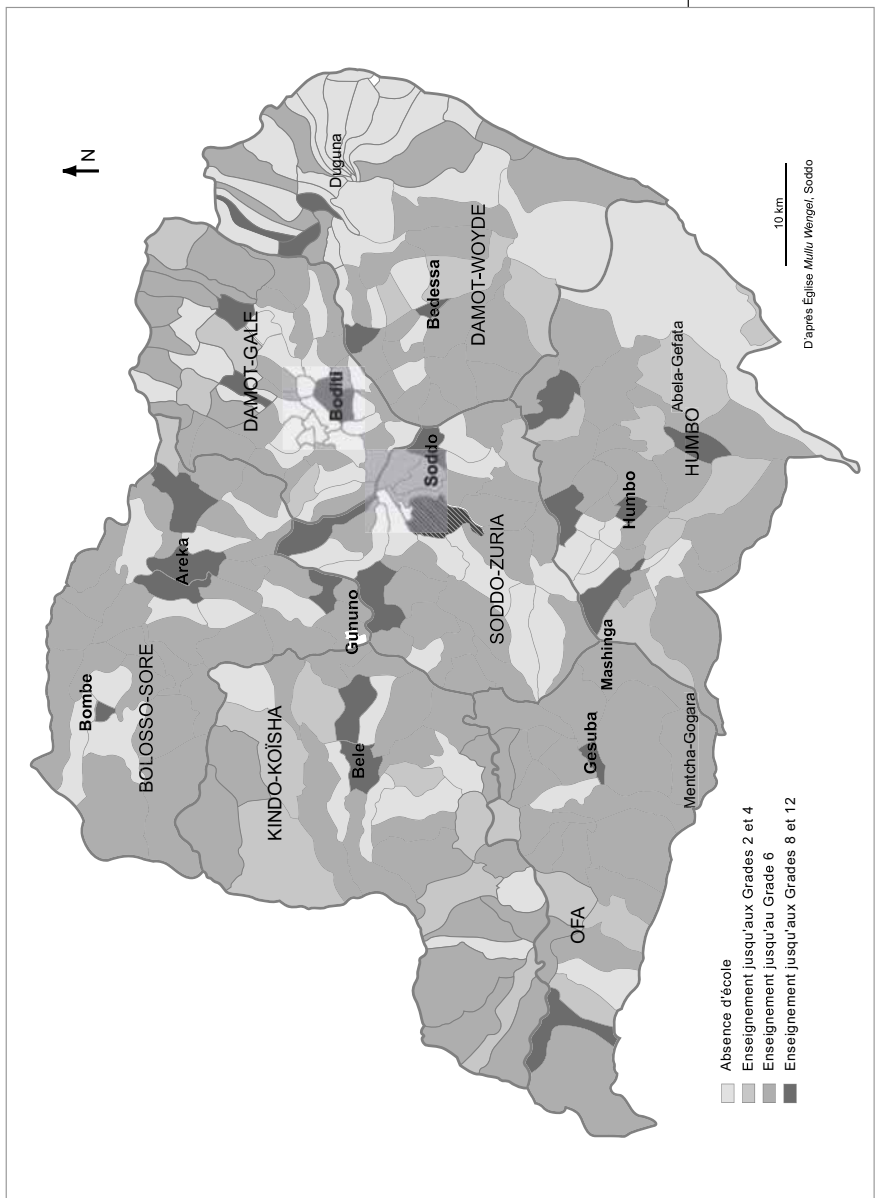 N
Bombe
BOLOSSO-SORE
Areka
DAMOT-GALE
Duguna
KINDO-KOÏSHA
Bele
Gununo
Boditi
Soddo
Bedessa
DAMOT-WOYDE
SODDO-ZURIA
OFA
Gesuba
Mashinga
Humbo
HUMBO
Abela-Gefata
Mentcha-Gogara
10 km
D'après Église Mullu Wengel, Soddo
Absence d'école
Enseignement jusqu'aux Grades 2 et 4
Enseignement jusqu'au Grade 6
Enseignement jusqu'aux Grades 8 et 12